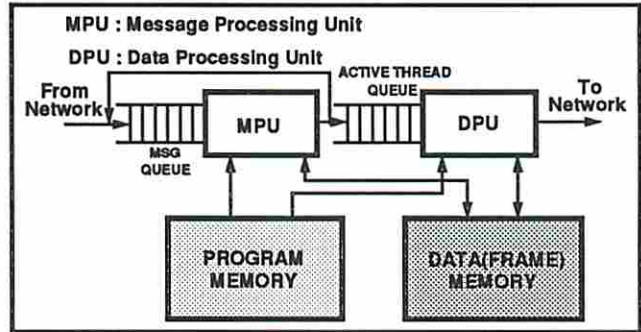 MPU : Message Processing Unit
DPU : Data Processing Unit
From
Network
ACTIVE THREAD
QUEUE
To
Network
MPU
DPU
MSG
QUEUE
PROGRAM
MEMORY
DATA(FRAME)
MEMORY